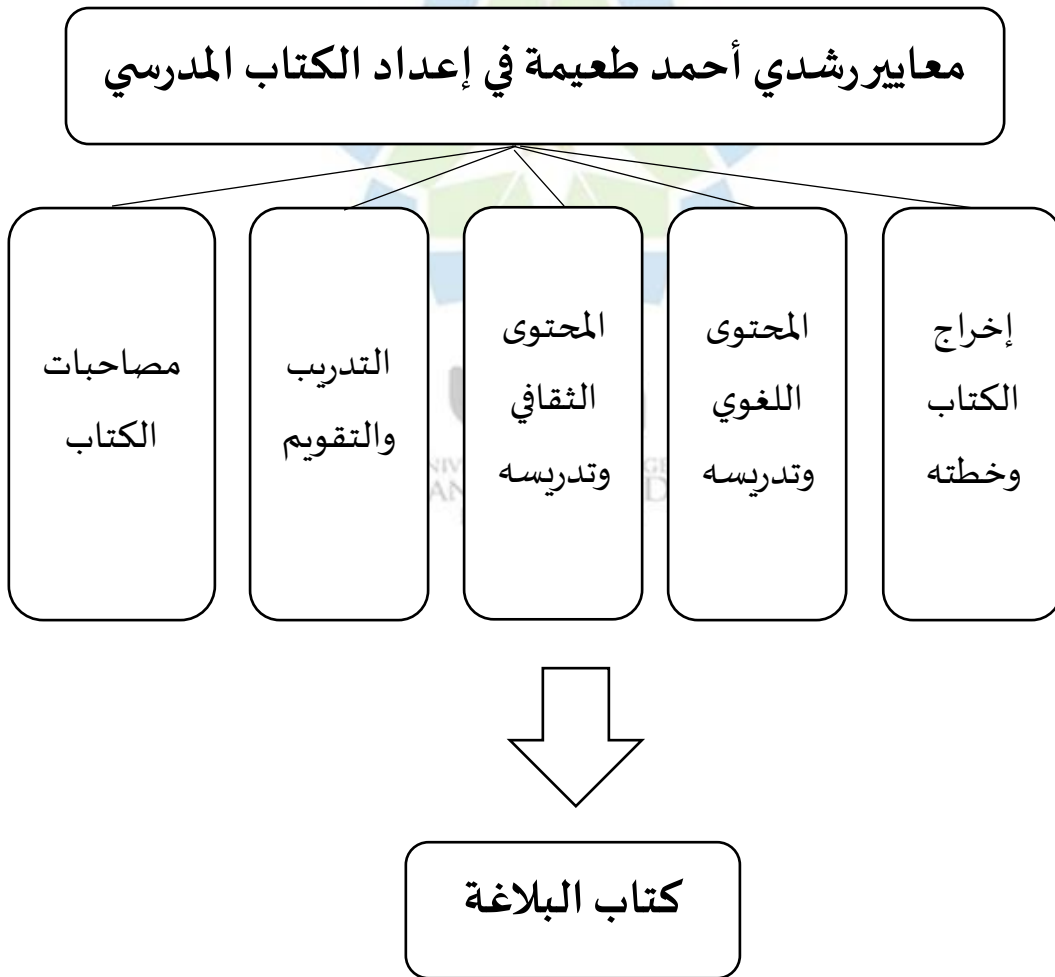 معايير رشدي أحمد طعيمة في إعداد الكتاب المدرسي
إخراج
الكتاب
وخطته
المحتوى
اللغوي
وتدريسه
المحتوى
الثقافي
وتدريسه
التدريب
والتقويم
مصاحبات
الكتاب
كتاب البلاغة